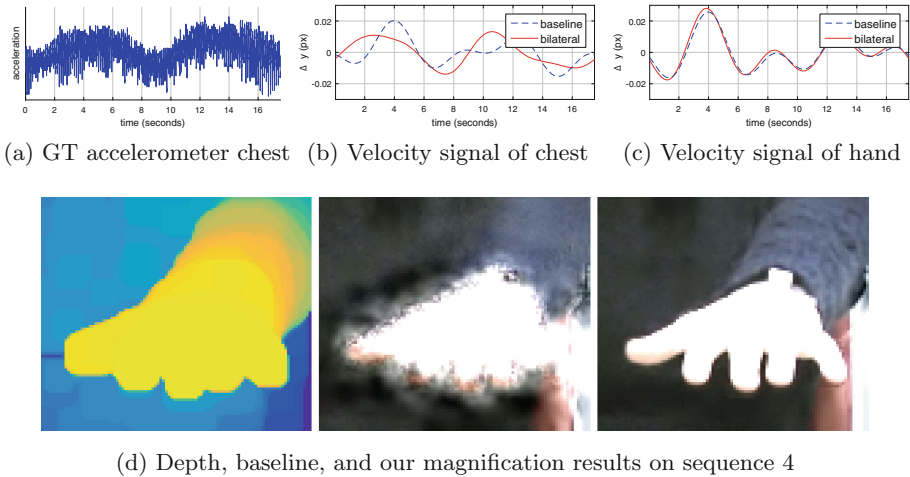 acceleration
0 2 4 6 8 10 12 14 16
time (seconds)
(a) GT accelerometer chest
Δ y (px)
0.02
0
-0.02
2 4 6 8 10 12 14 16
time (seconds)
baseline
bilateral
(b) Velocity signal of chest
Δ y (px)
0.02
0
-0.02
2 4 6 8 10 12 14 16
time (seconds)
baseline
bilateral
(c) Velocity signal of hand
(d) Depth, baseline, and our magnification results on sequence 4